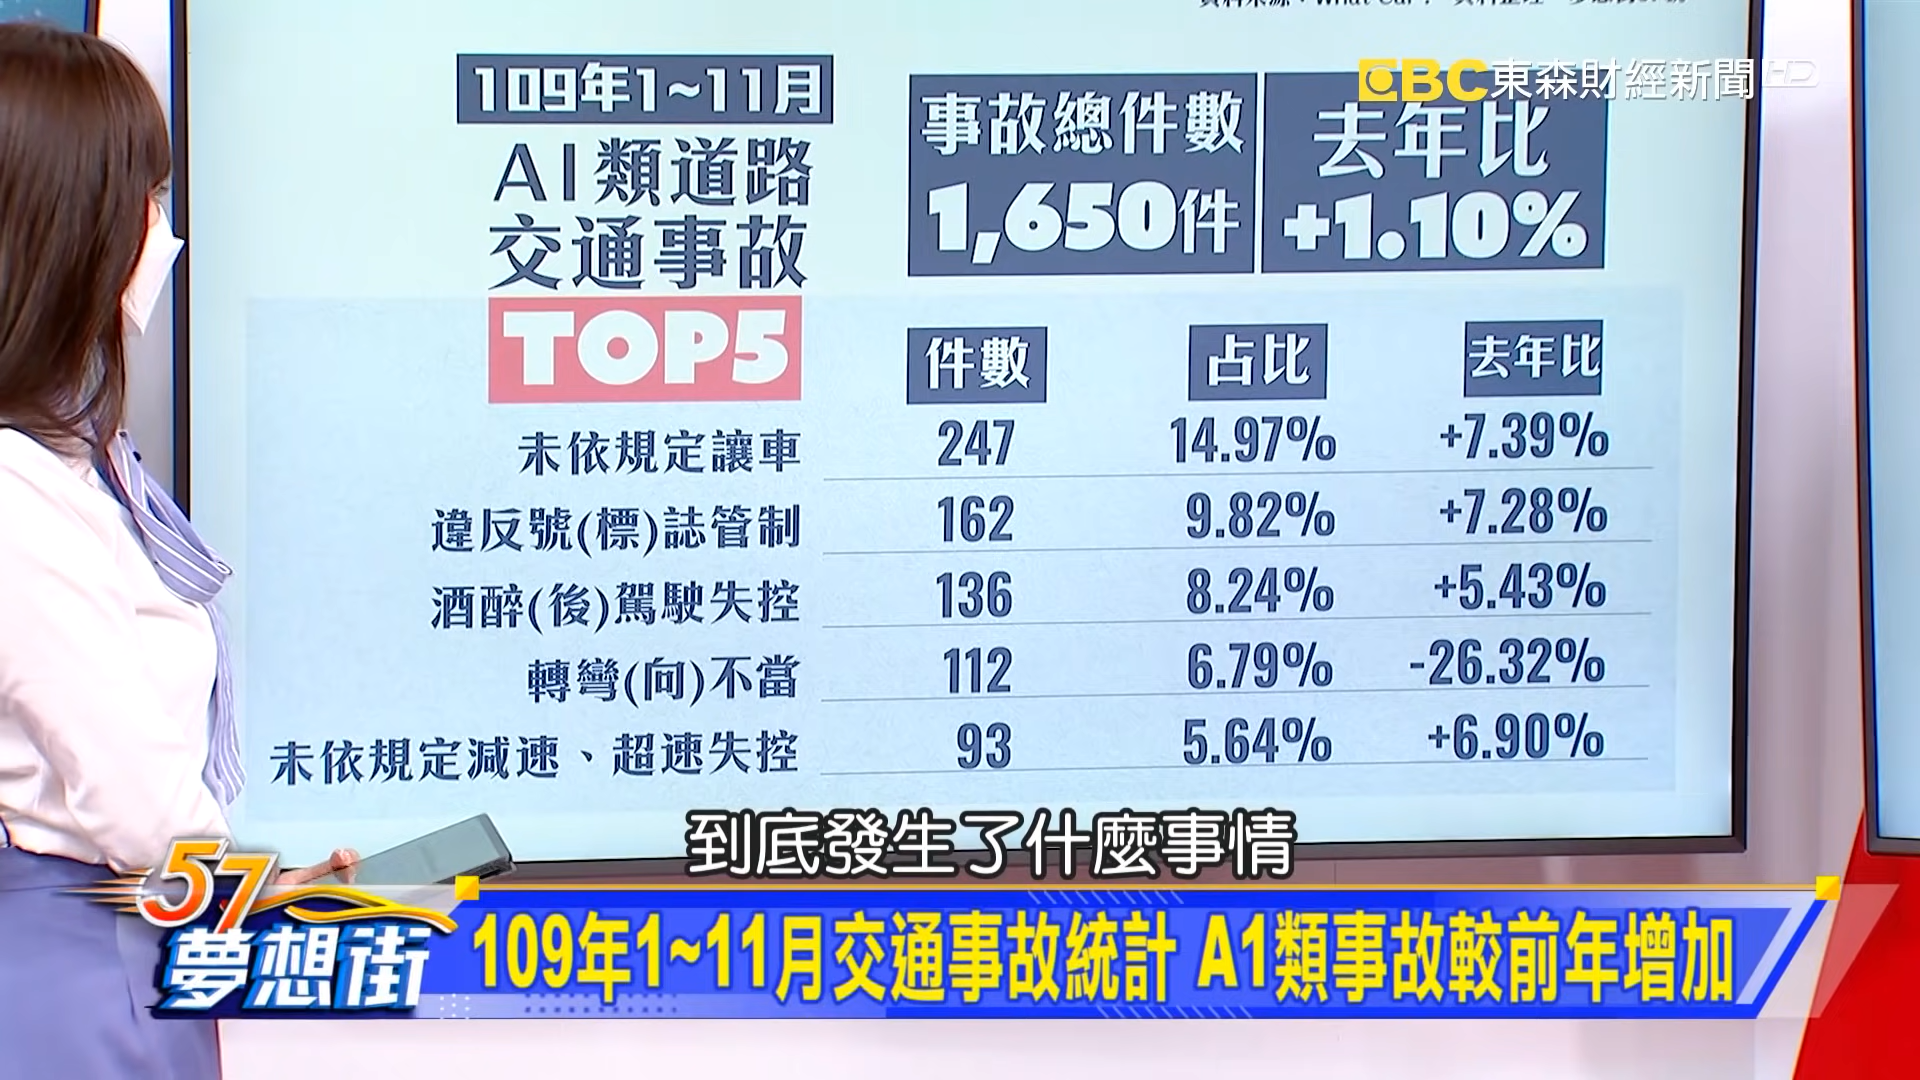 EBC東森財經新聞HD
109年1~11月
A1類道路
交通事故
TOP5
事故總件數
1,650件
去年比
+1.10%
件數 占比 去年比
未依規定讓車 247 14.97% +7.39%
違反號(標)誌管制 162 9.82% +7.28%
酒醉(後)駕駛失控 136 8.24% +5.43%
轉彎(向)不當 112 6.79% -26.32%
未依規定減速、超速失控 93 5.64% +6.90%
到底發生了什麼事情
57
夢想街
109年1~11月交通事故統計 A1類事故較前年增加